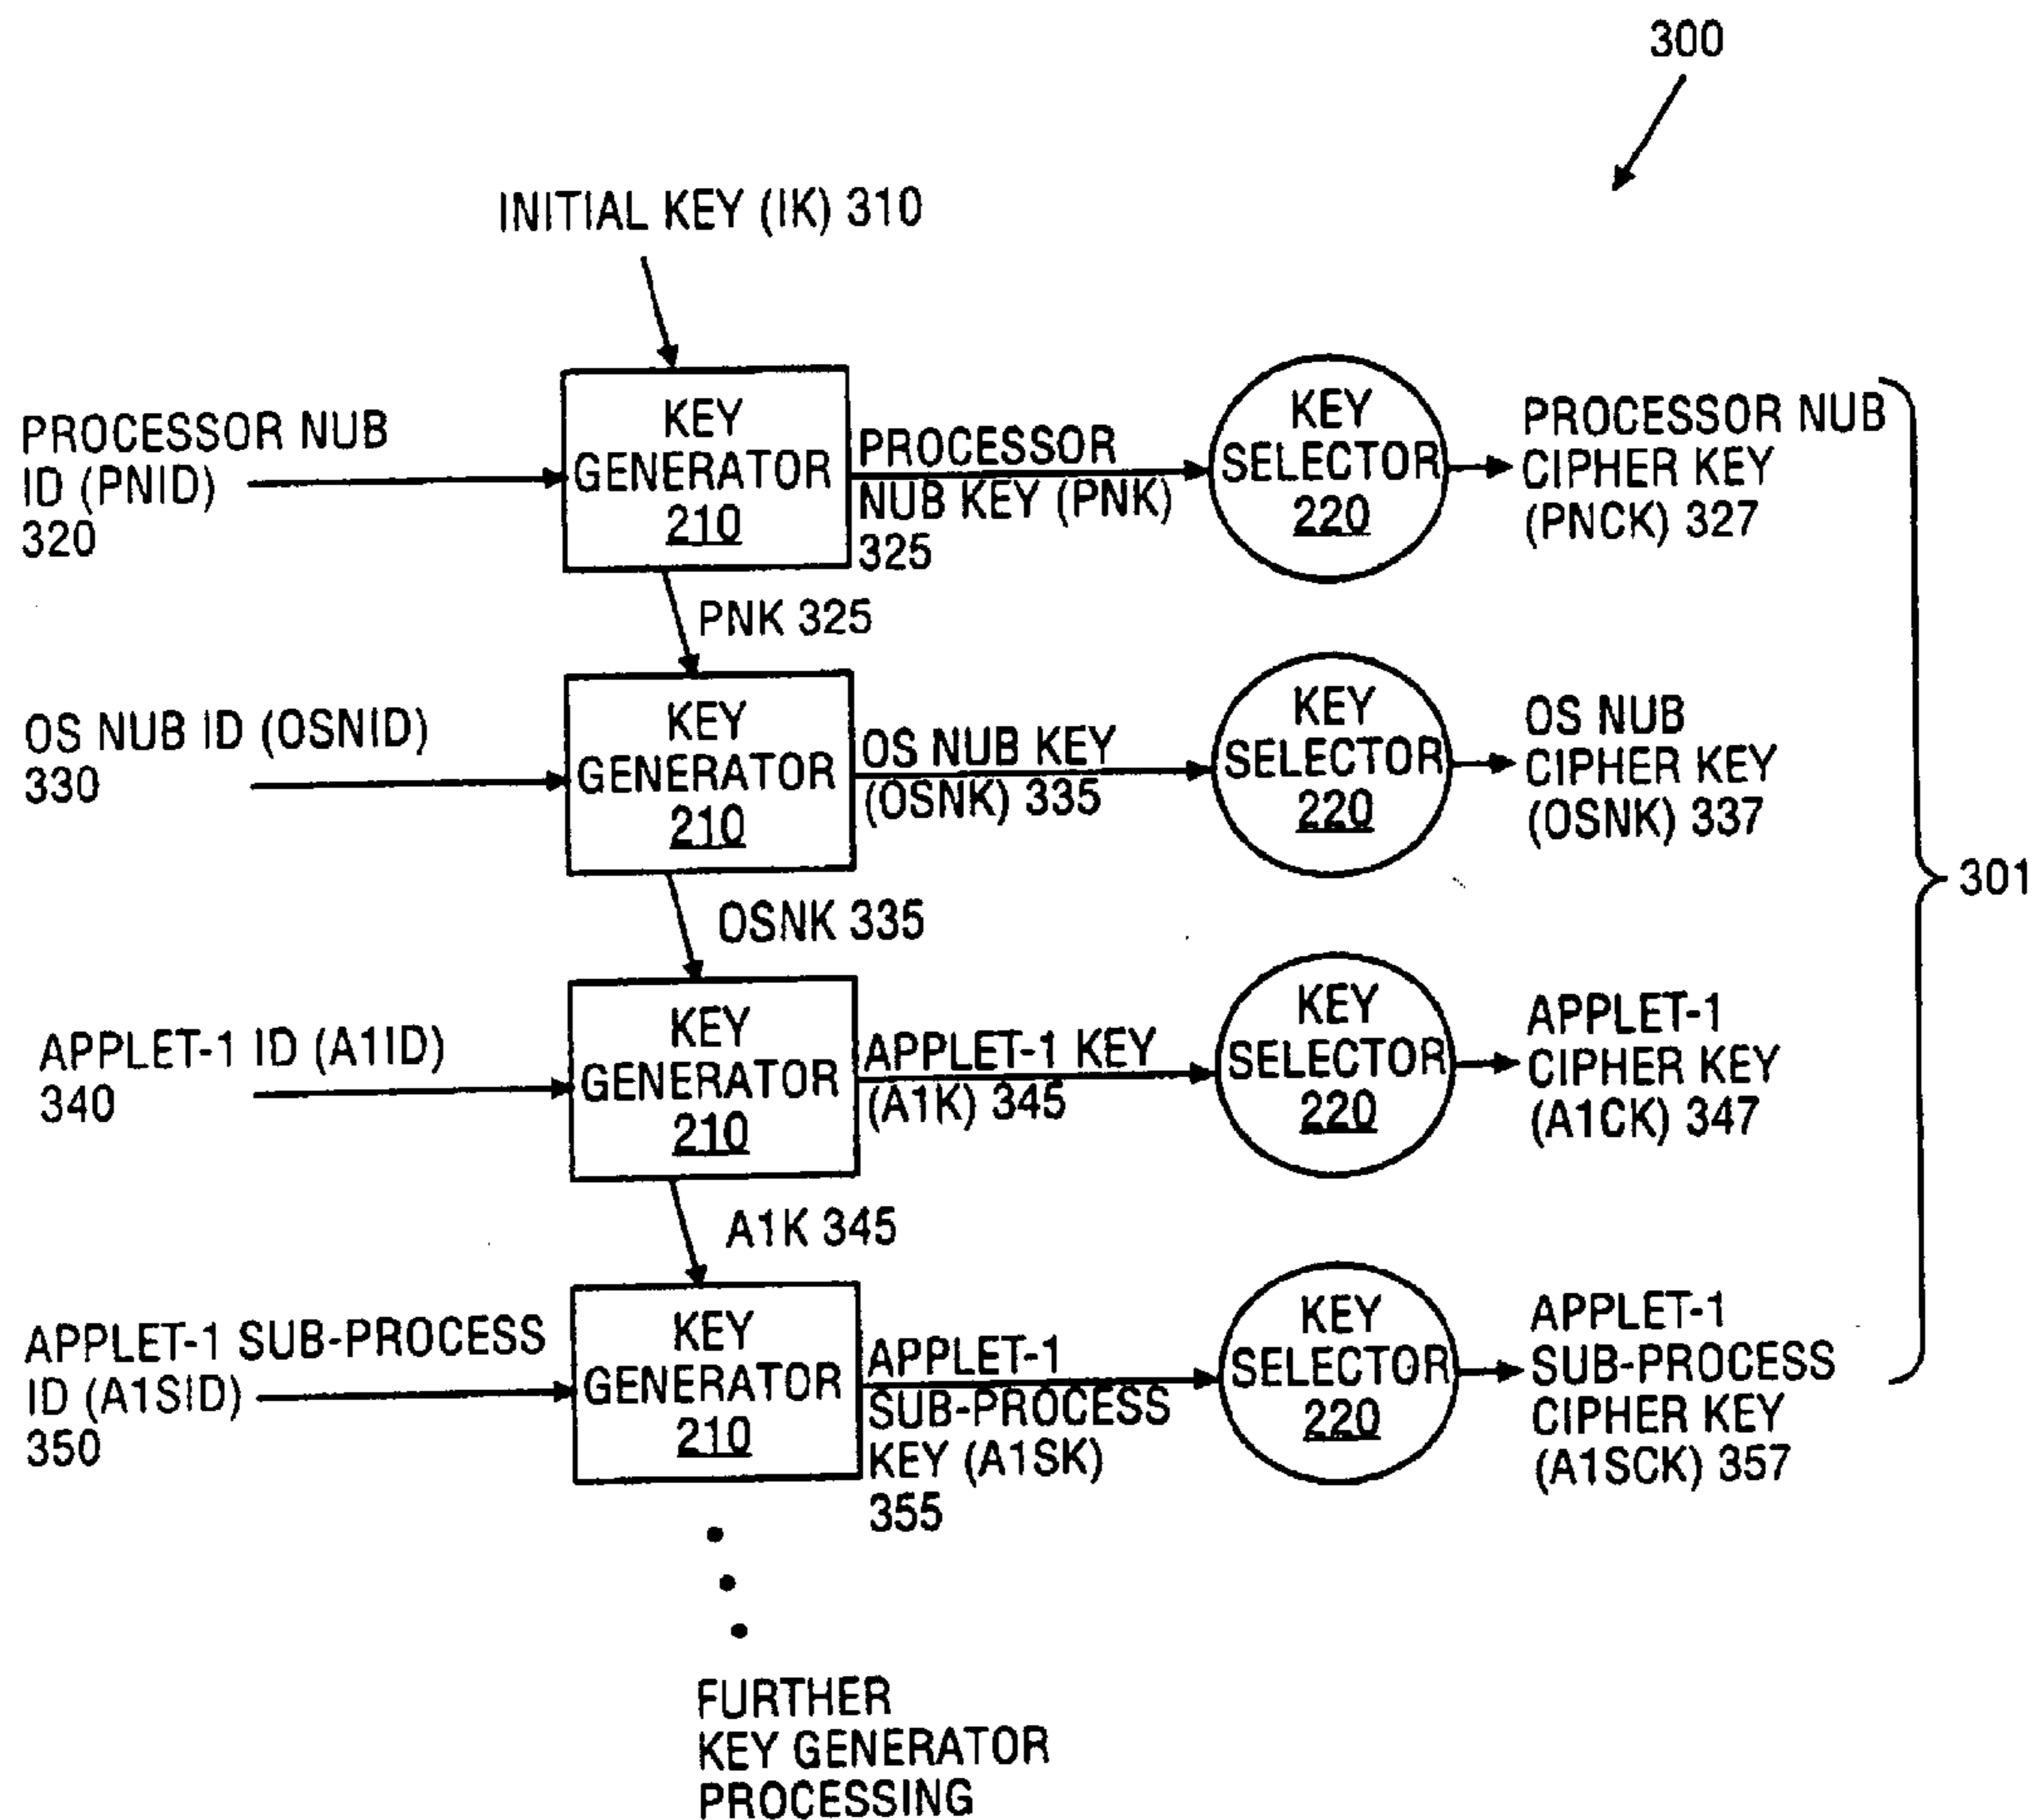 300
INITIAL KEY (IK) 310
PROCESSOR NUB
ID (PNID)
320
KEY
GENERATOR
210
PROCESSOR
NUB KEY (PNK)
325
KEY
SELECTOR
220
PROCESSOR NUB
CIPHER KEY
(PNCK) 327
PNK 325
OS NUB ID (OSNID)
330
KEY
GENERATOR
210
OS NUB KEY
(OSNK) 335
KEY
SELECTOR
220
OS NUB
CIPHER KEY
(OSNK) 337
301
OSNK 335
APPLET-1 ID (A1ID)
340
KEY
GENERATOR
210
APPLET-1 KEY
(A1K) 345
KEY
SELECTOR
220
APPLET-1
CIPHER KEY
(A1CK) 347
A1K 345
APPLET-1 SUB-PROCESS
ID (A1SID)
350
KEY
GENERATOR
210
APPLET-1
SUB-PROCESS
KEY (A1SK)
355
KEY
SELECTOR
220
APPLET-1
SUB-PROCESS
CIPHER KEY
(A1SCK) 357
FURTHER
KEY GENERATOR
PROCESSING